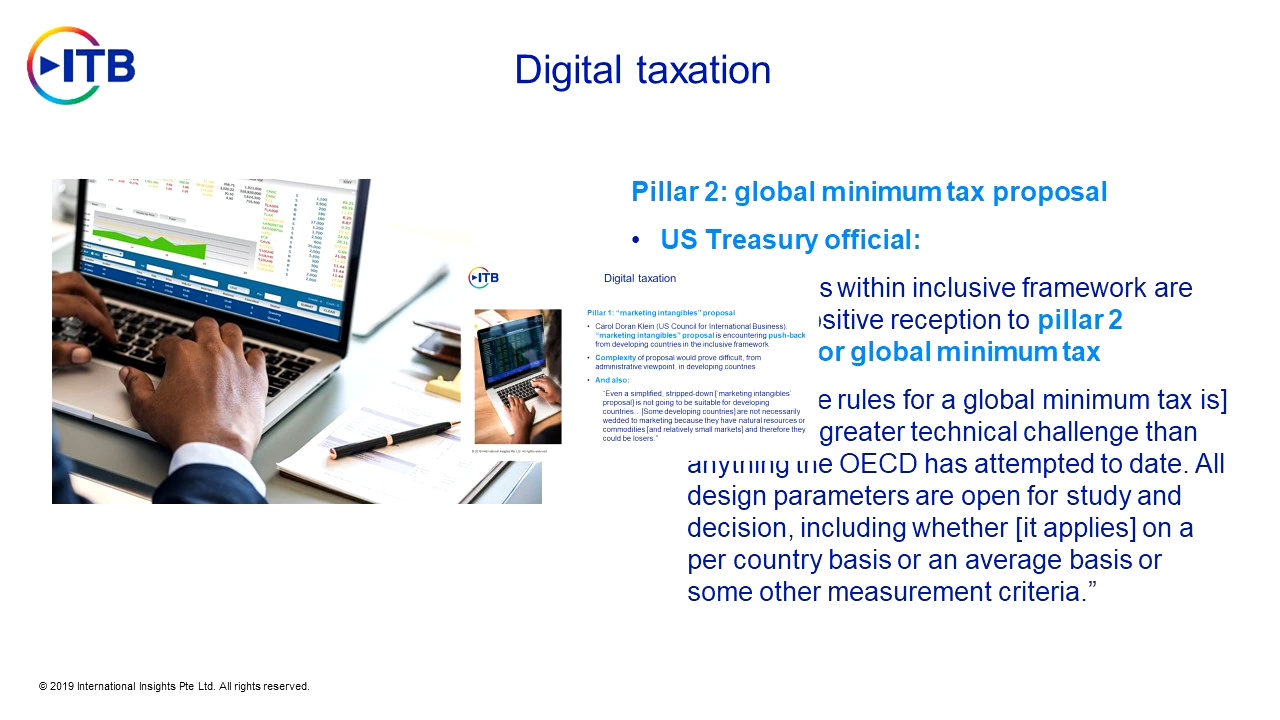 ITB
Digital taxation
Pillar 2: global minimum tax proposal
• US Treasury official:
within inclusive framework are
reception to pillar 2
or global minimum tax
rules for a global minimum tax is]
greater technical challenge than
anything the OECD has attempted to date. All
design parameters are open for study and
decision, including whether [it applies] on a
per country basis or an average basis or
some other measurement criteria.”
ITB
Digital taxation
Pillar 1: “marketing intangibles” proposal
• Carol Doran Klein (US Council for International Business).
“marketing intangibles” proposal is encountering push-back
from developing countries in the inclusive framework
• Complexity of proposal would prove difficult, from
administrative viewpoint, in developing countries
• And also:
“Even a simplified, stripped-down [‘marketing intangibles’
proposal] is not going to be suitable for developing
countries... [Some developing countries] are not necessarily
wedded to marketing because they have natural resources or
commodities [and relatively small markets] and therefore they
could be losers.”
© 2019 International Insights Pte Ltd. All rights reserved.
© 2019 International Insights Pte Ltd. All rights reserved.